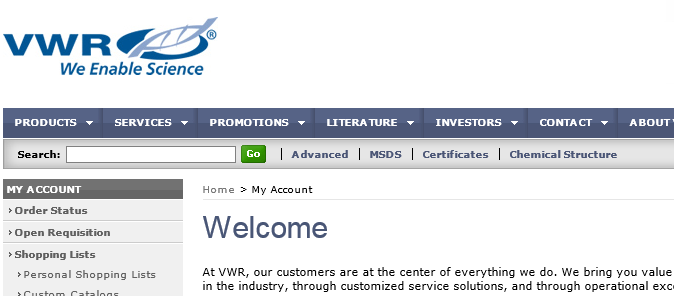 VWR®
We Enable Science
PRODUCTS SERVICES PROMOTIONS LITERATURE INVESTORS CONTACT ABOUT
Search: Go | Advanced | MSDS | Certificates | Chemical Structure
MY ACCOUNT
Home > My Account
› Order Status
Welcome
› Open Requisition
› Shopping Lists
› Personal Shopping Lists
At VWR, our customers are at the center of everything we do. We bring you value
in the industry, through customized service solutions, and through operational
› Custom Catalogs